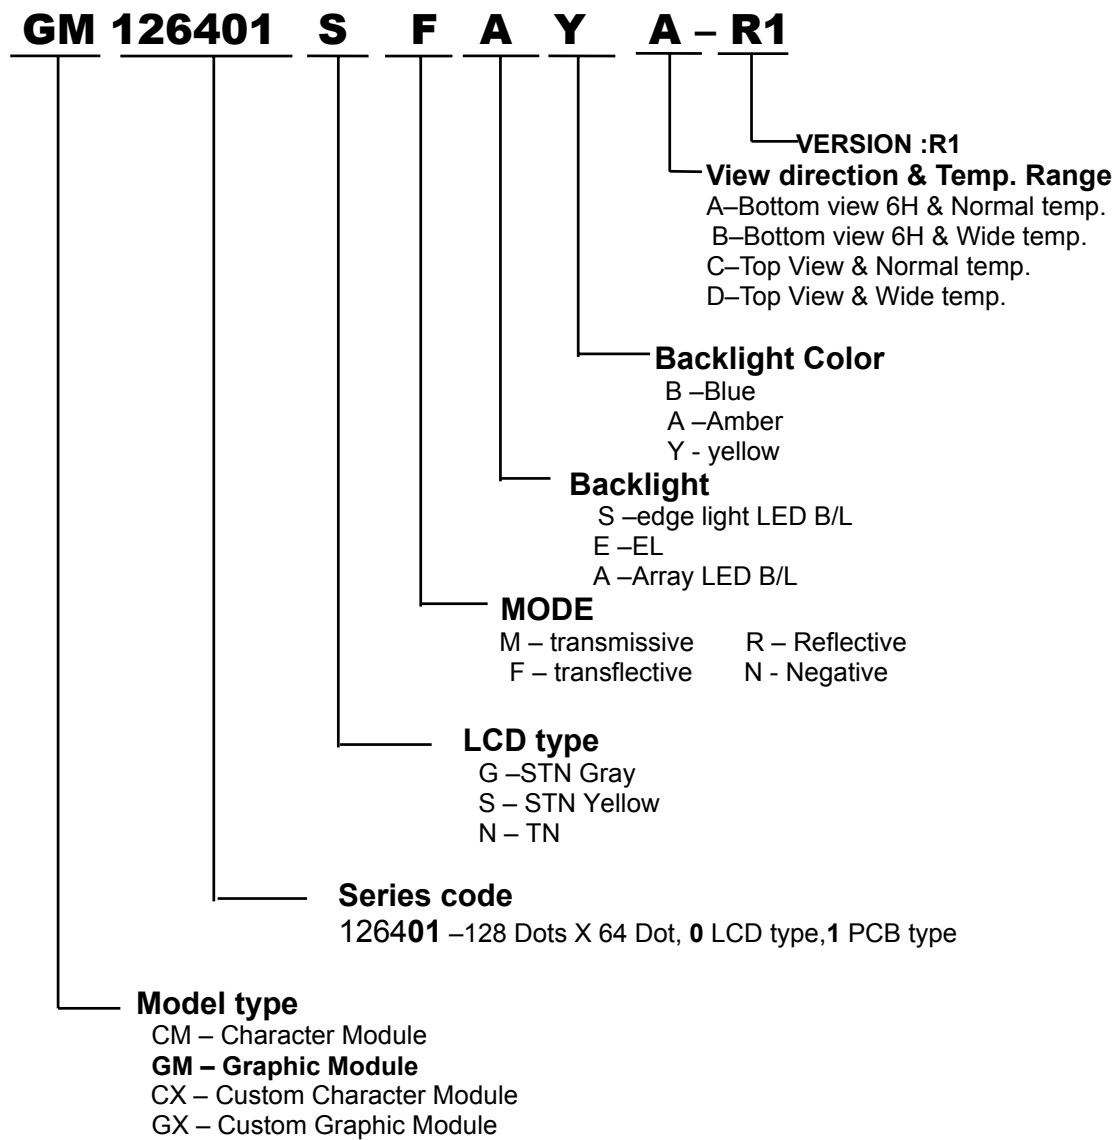 GM 126401 S F A Y A – R1
VERSION :R1
View direction & Temp. Range
A–Bottom view 6H & Normal temp.
B–Bottom view 6H & Wide temp.
C–Top View & Normal temp.
D–Top View & Wide temp.
Backlight Color
B –Blue
A –Amber
Y - yellow
Backlight
S –edge light LED B/L
E –EL
A –Array LED B/L
MODE
M – transmissive R – Reflective
F – transflective N - Negative
LCD type
G –STN Gray
S – STN Yellow
N – TN
Series code
126401 –128 Dots X 64 Dot, 0 LCD type,1 PCB type
Model type
CM – Character Module
GM – Graphic Module
CX – Custom Character Module
GX – Custom Graphic Module